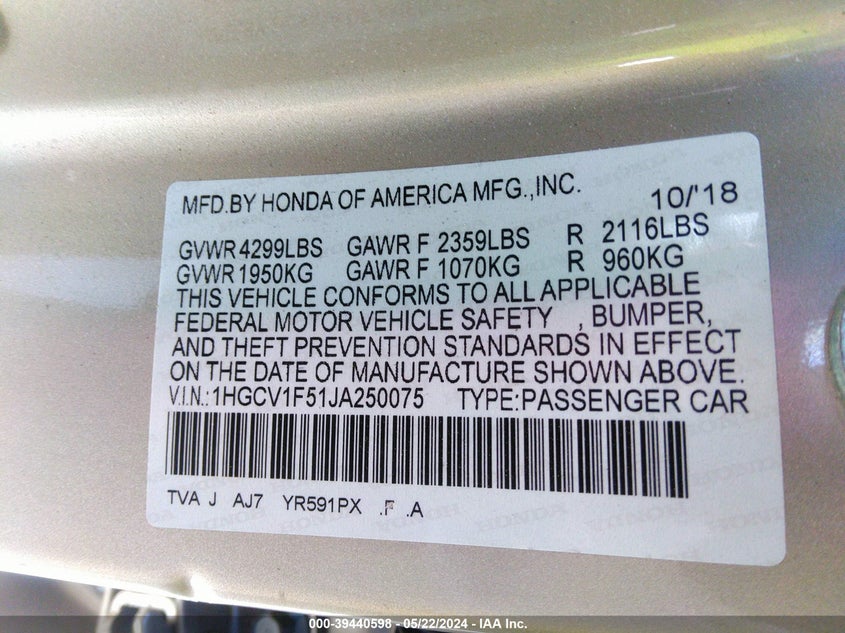 MFD.BY HONDA OF AMERICA MFG.,INC. 10/'18
GVWR 4299LBS GAWR F 2359LBS R 2116LBS
GVWR 1950KG GAWR F 1070KG R 960KG
THIS VEHICLE CONFORMS TO ALL APPLICABLE
FEDERAL MOTOR VEHICLE SAFETY , BUMPER,
AND THEFT PREVENTION STANDARDS IN EFFECT
ON THE DATE OF MANUFACTURE SHOWN ABOVE.
V.I.N.:1HGCV1F51JA250075 TYPE:PASSENGER CAR
TVA J AJ7 YR591PX .F .A
000-39440598 - 05/22/2024 - IAA Inc.